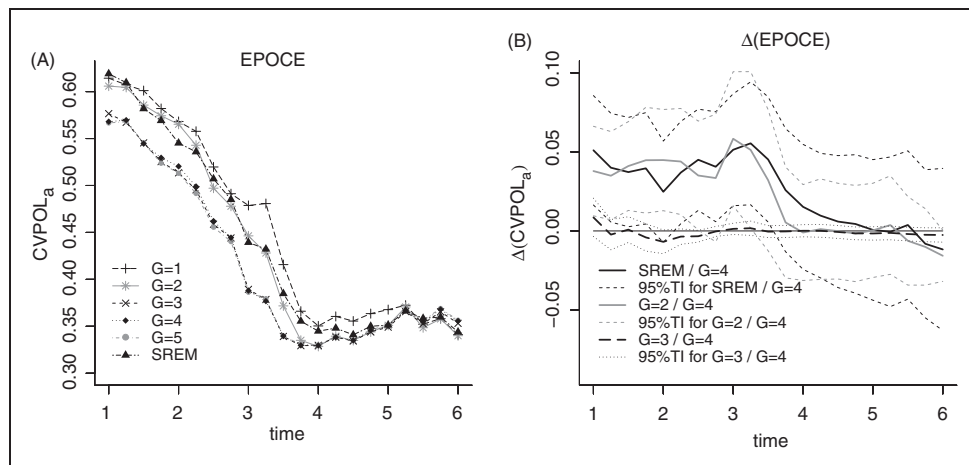 (A)
EPOCE
CVPOLa
0.60
0.55
0.50
0.45
0.40
0.35
0.30
G=1
G=2
G=3
G=4
G=5
SREM
1 2 3 4 5 6
time
(B)
Δ(EPOCE)
Δ(CVPOLa)
0.10
0.05
0.00
−0.05
SREM / G=4
95%TI for SREM / G=4
G=2 / G=4
95%TI for G=2 / G=4
G=3 / G=4
95%TI for G=3 / G=4
1 2 3 4 5 6
time